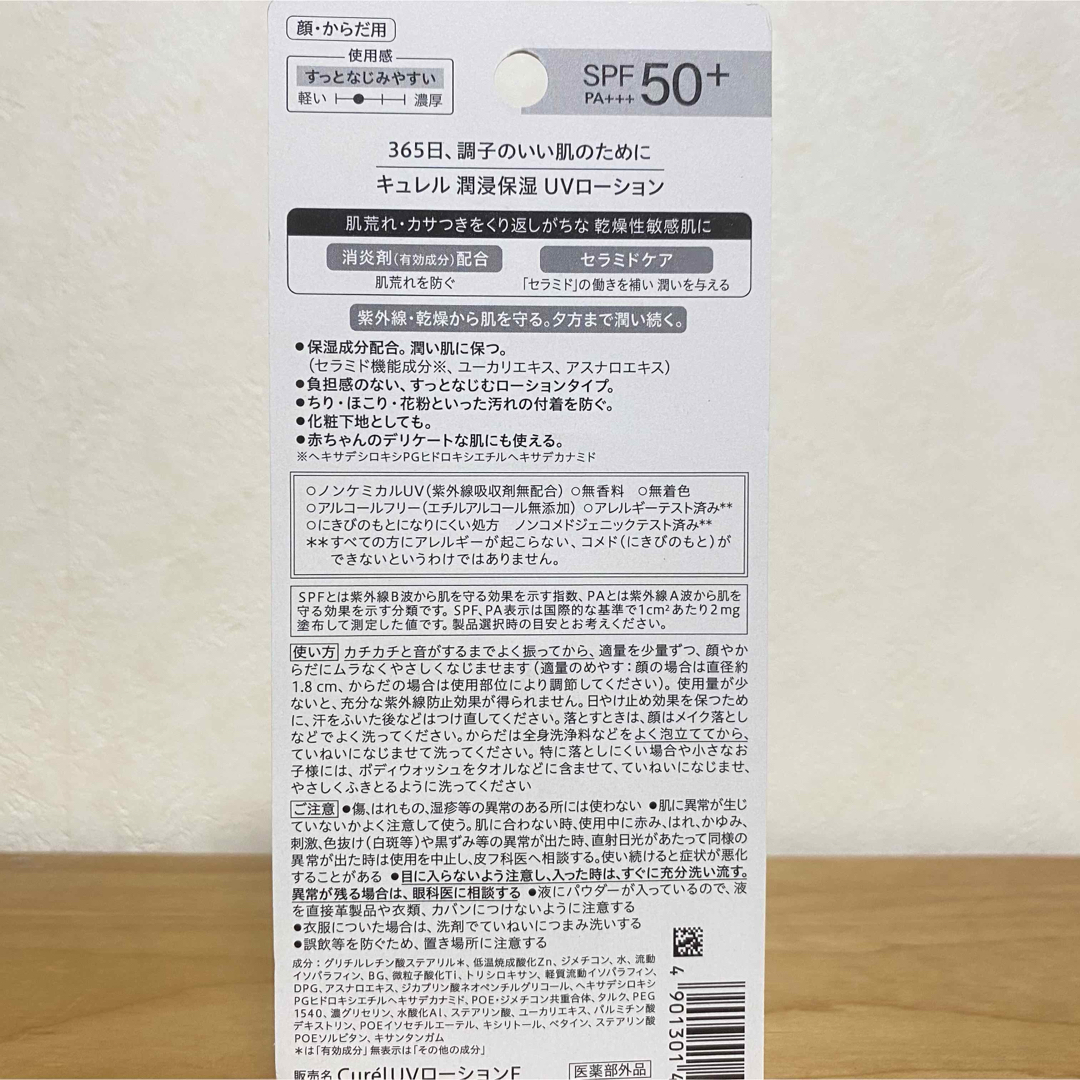 顔・からだ用
使用感
すっとなじみやすい
軽い 濃厚
SPF 50+
PA+++
365日、調子のいい肌のために
キュレル 潤浸保湿 UVローション
肌荒れ・カサつきをくり返しがちな 乾燥性敏感肌に
消炎剤(有効成分)配合 セラミドケア
肌荒れを防ぐ 「セラミド」の働きを補い 潤いを与える
紫外線・乾燥から肌を守る。夕方まで潤い続く。
●保湿成分配合。潤い肌に保つ。
(セラミド機能成分※、ユーカリエキス、アスナロエキス)
●負担感のない、すっとなじむローションタイプ。
●ちり・ほこり・花粉といった汚れの付着を防ぐ。
●化粧下地としても。
●赤ちゃんのデリケートな肌にも使える。
※ヘキサデシロキシPGヒドロキシエチルヘキサデカナミド
○ノンケミカルUV(紫外線吸収剤無配合) ○無香料 ○無着色
○アルコールフリー(エチルアルコール無添加) ○アレルギーテスト済み**
○にきびのもとになりにくい処方 ノンコメドジェニックテスト済み**
**すべての方にアレルギーが起こらない、コメド(にきびのもと)が
できないというわけではありません。
SPFとは紫外線B波から肌を守る効果を示す指数、PAとは紫外線A波から肌を
守る効果を示す分類です。SPF、PA表示は国際的な基準で1cm²あたり2mg
塗布して測定した値です。製品選択時の目安とお考えください。
使い方 カチカチと音がするまでよく振ってから、適量を少量ずつ、顔やか
らだにムラなくやさしくなじませます(適量のめやす:顔の場合は直径約
1.8cm、からだの場合は使用部位により調節してください)。使用量が少
ないと、充分な紫外線防止効果が得られません。日やけ止め効果を保つため
に、汗をふいた後などはつけ直してください。落とすときは、顔はメイク落とし
などでよく洗ってください。からだは全身洗浄料などをよく泡立ててから、
ていねいになじませて洗ってください。特に落としにくい場合や小さなお
子様には、ボディウォッシュをタオルなどに含ませて、ていねいになじませ、
やさしくふきとるように洗ってください
ご注意 ●傷、はれもの、湿疹等の異常のある所には使わない ●肌に異常が生じ
ていないかよく注意して使う。肌に合わない時、使用中に赤み、はれ、かゆみ、
刺激、色抜け(白斑等)や黒ずみ等の異常が出た時、直射日光があたって同様の
異常が出た時は使用を中止し、皮フ科医へ相談する。使い続けると症状が悪化
することがある ●目に入らないよう注意し、入った時は、すぐに充分洗い流す。
異常が残る場合は、眼科医に相談する ●液にパウダーが入っているので、液
を直接革製品や衣類、カバンにつけないように注意する
●衣服についた場合は、洗剤でていねいにつまみ洗いする
●誤飲等を防ぐため、置き場所に注意する
成分:グリチルレチン酸ステアリル*、低温焼成酸化Zn、ジメチコン、水、流動
イソパラフィン、BG、微粒子酸化Ti、トリシロキサン、軽質流動イソパラフィン、
DPG、アスナロエキス、ジカプリン酸ネオペンチルグリコール、ヘキサデシロキシ
PGヒドロキシエチルヘキサデカナミド、POE・ジメチコン共重合体、タルク、PEG
1540、濃グリセリン、水酸化Al、ステアリン酸、ユーカリエキス、パルミチン酸
デキストリン、POEイソセチルエーテル、キシリトール、ベタイン、ステアリン酸
POEソルビタン、キサンタンガム
*は「有効成分」無表示は「その他の成分」
販売名 CurélUVローションE 医薬部外品
4 901301 4